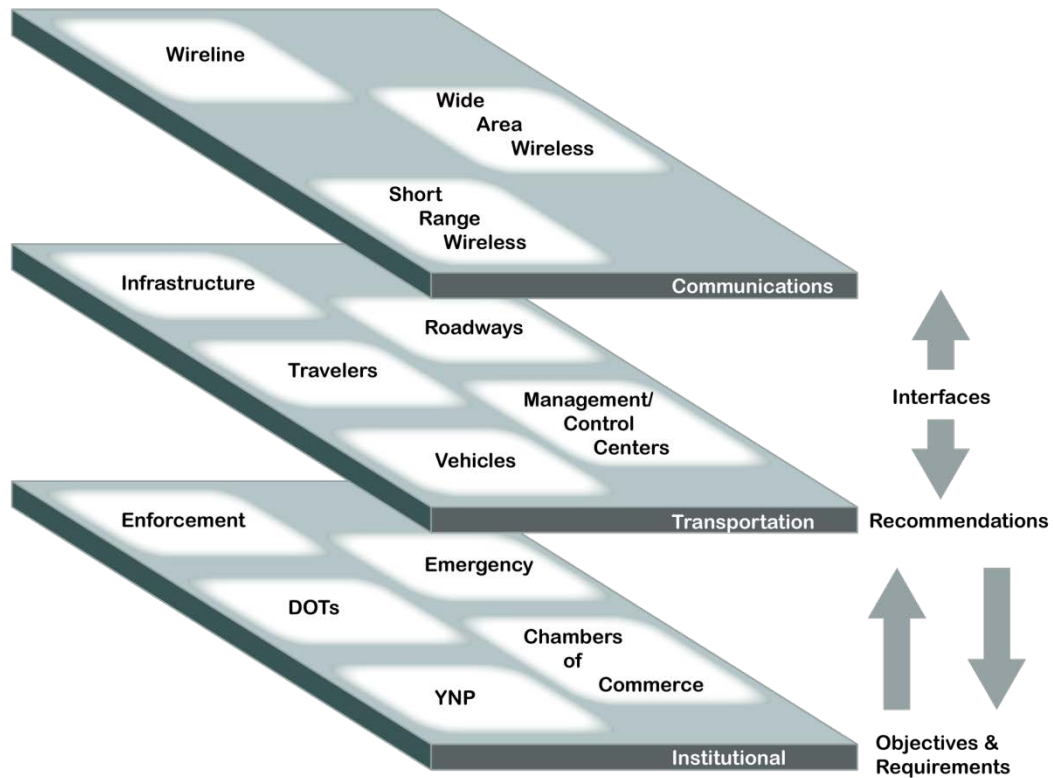 Wireline
Wide
Area
Wireless
Short
Range
Wireless
Communications
Infrastructure
Roadways
Travelers
Management/
Control
Centers
Vehicles
Transportation
Enforcement
Emergency
DOTs
Chambers
of
Commerce
YNP
Institutional
Interfaces
Recommendations
Objectives &
Requirements